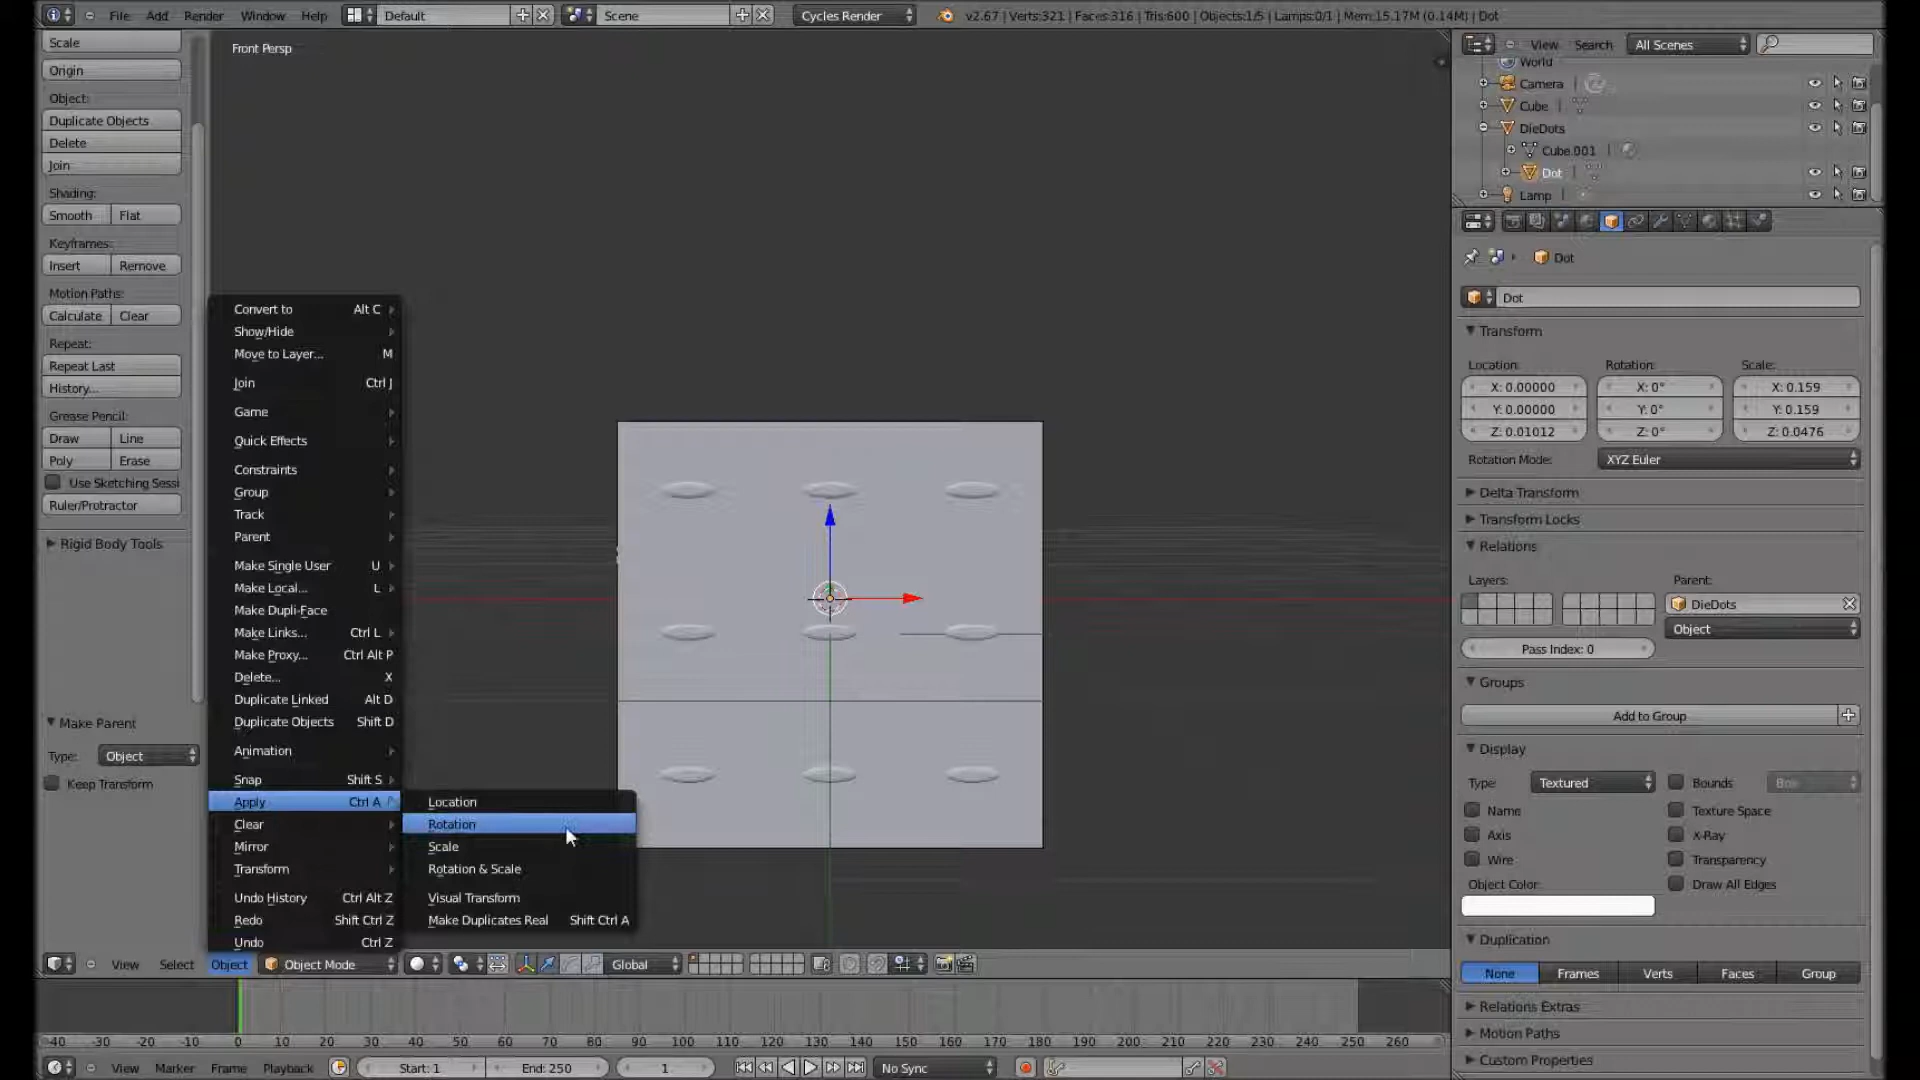 File Add Render Window Help Default Scene Cycles Render v2.67 | Verts:321 | Faces:316 | Tris:600 | Objects:1/5 | Lamps:0/1 | Mem:15.17M (0.14M) | Dot
Scale
Origin
Object:
Duplicate Objects
Delete
Join
Shading:
Smooth Flat
Keyframes:
Insert Remove
Motion Paths:
Calculate Clear
Repeat:
Repeat Last
History...
Grease Pencil:
Draw Line
Poly Erase
Use Sketching Sessi
Ruler/Protractor
Rigid Body Tools
Make Parent
Type: Object
Keep Transform
Front Persp
Convert to Alt C
Show/Hide
Move to Layer... M
Join Ctrl J
Game
Quick Effects
Constraints
Group
Track
Parent
Make Single User U
Make Local... L
Make Dupli-Face
Make Links... Ctrl L
Make Proxy... Ctrl Alt P
Delete... X
Duplicate Linked Alt D
Duplicate Objects Shift D
Animation
Snap Shift S
Apply Ctrl A
Clear
Mirror
Transform
Undo History Ctrl Alt Z
Redo Shift Ctrl Z
Undo Ctrl Z
Location
Rotation
Scale
Rotation & Scale
Visual Transform
Make Duplicates Real Shift Ctrl A
View Select Object Object Mode Global
-40 -30 -20 -10 0 10 20 30 40 50 60 70 80 90 100 110 120 130 140 150 160 170 180 190 200 210 220 230 240 250 260
View Marker Frame Playback Start: 1 End: 250 1 No Sync
View Search All Scenes
World
Camera
Cube
DieDots
Cube.001
Dot
Lamp
Dot
Dot
Transform
Location: Rotation: Scale:
X: 0.00000 X: 0° X: 0.159
Y: 0.00000 Y: 0° Y: 0.159
Z: 0.01012 Z: 0° Z: 0.0476
Rotation Mode: XYZ Euler
Delta Transform
Transform Locks
Relations
Layers: Parent:
DieDots
Object
Pass Index: 0
Groups
Add to Group
Display
Type: Textured Bounds Box
Name Texture Space
Axis X-Ray
Wire Transparency
Object Color: Draw All Edges
Duplication
None Frames Verts Faces Group
Relations Extras
Motion Paths
Custom Properties